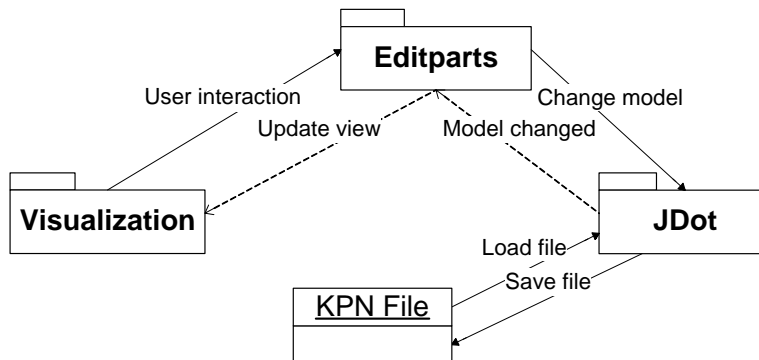 Editparts
User interaction
Change model
Update view
Model changed
Visualization
JDot
Load file
Save file
KPN File